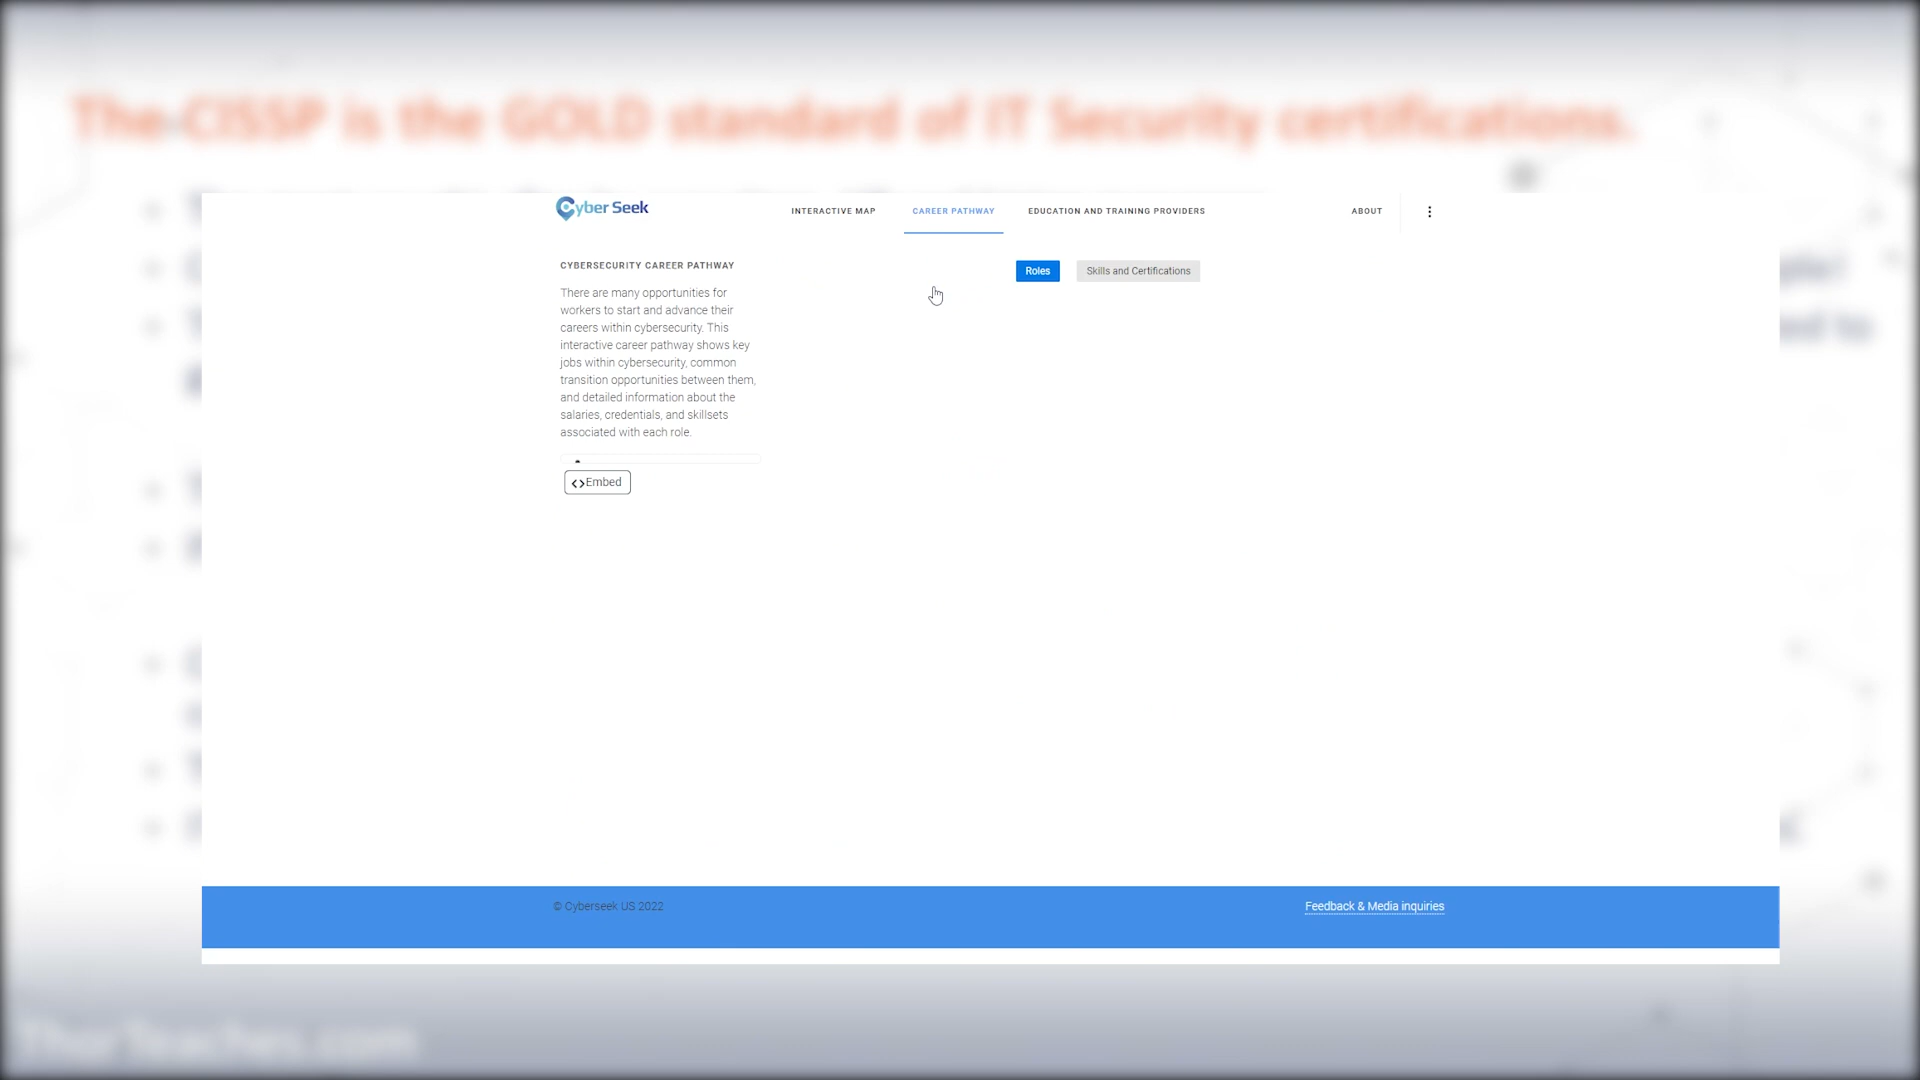 The CISSP is the GOLD standard of IT Security certifications.
Cyber Seek
INTERACTIVE MAP
CAREER PATHWAY
EDUCATION AND TRAINING PROVIDERS
ABOUT
CYBERSECURITY CAREER PATHWAY
Roles
Skills and Certifications
There are many opportunities for
workers to start and advance their
careers within cybersecurity. This
interactive career pathway shows key
jobs within cybersecurity, common
transition opportunities between them,
and detailed information about the
salaries, credentials, and skillsets
associated with each role.
<>Embed
© Cyberseek US 2022
Feedback & Media inquiries
ThorTeaches.com